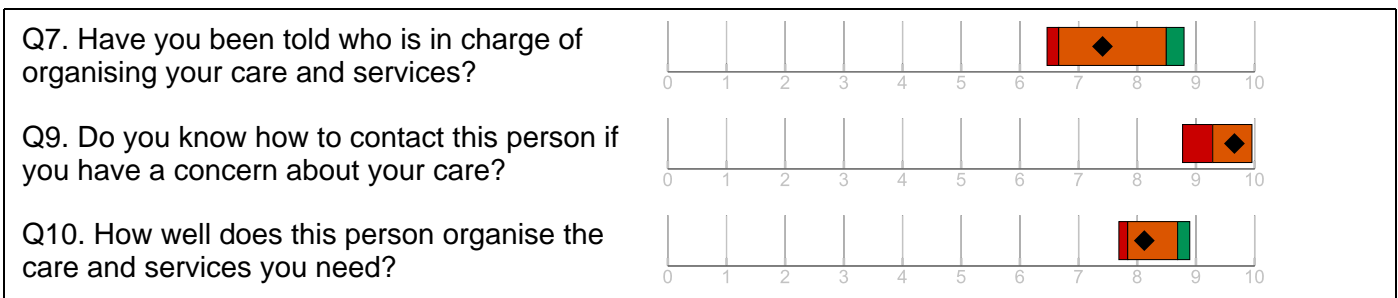 Q7. Have you been told who is in charge of
organising your care and services?
0 1 2 3 4 5 6 7 8 9 10
Q9. Do you know how to contact this person if
you have a concern about your care?
0 1 2 3 4 5 6 7 8 9 10
Q10. How well does this person organise the
care and services you need?
0 1 2 3 4 5 6 7 8 9 10